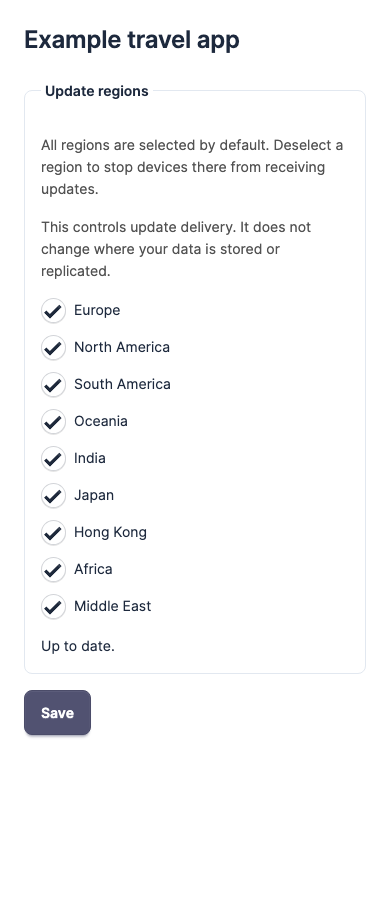 Example travel app
Update regions
All regions are selected by default. Deselect a
region to stop devices there from receiving
updates.
This controls update delivery. It does not
change where your data is stored or
replicated.
Europe
North America
South America
Oceania
India
Japan
Hong Kong
Africa
Middle East
Up to date.
Save